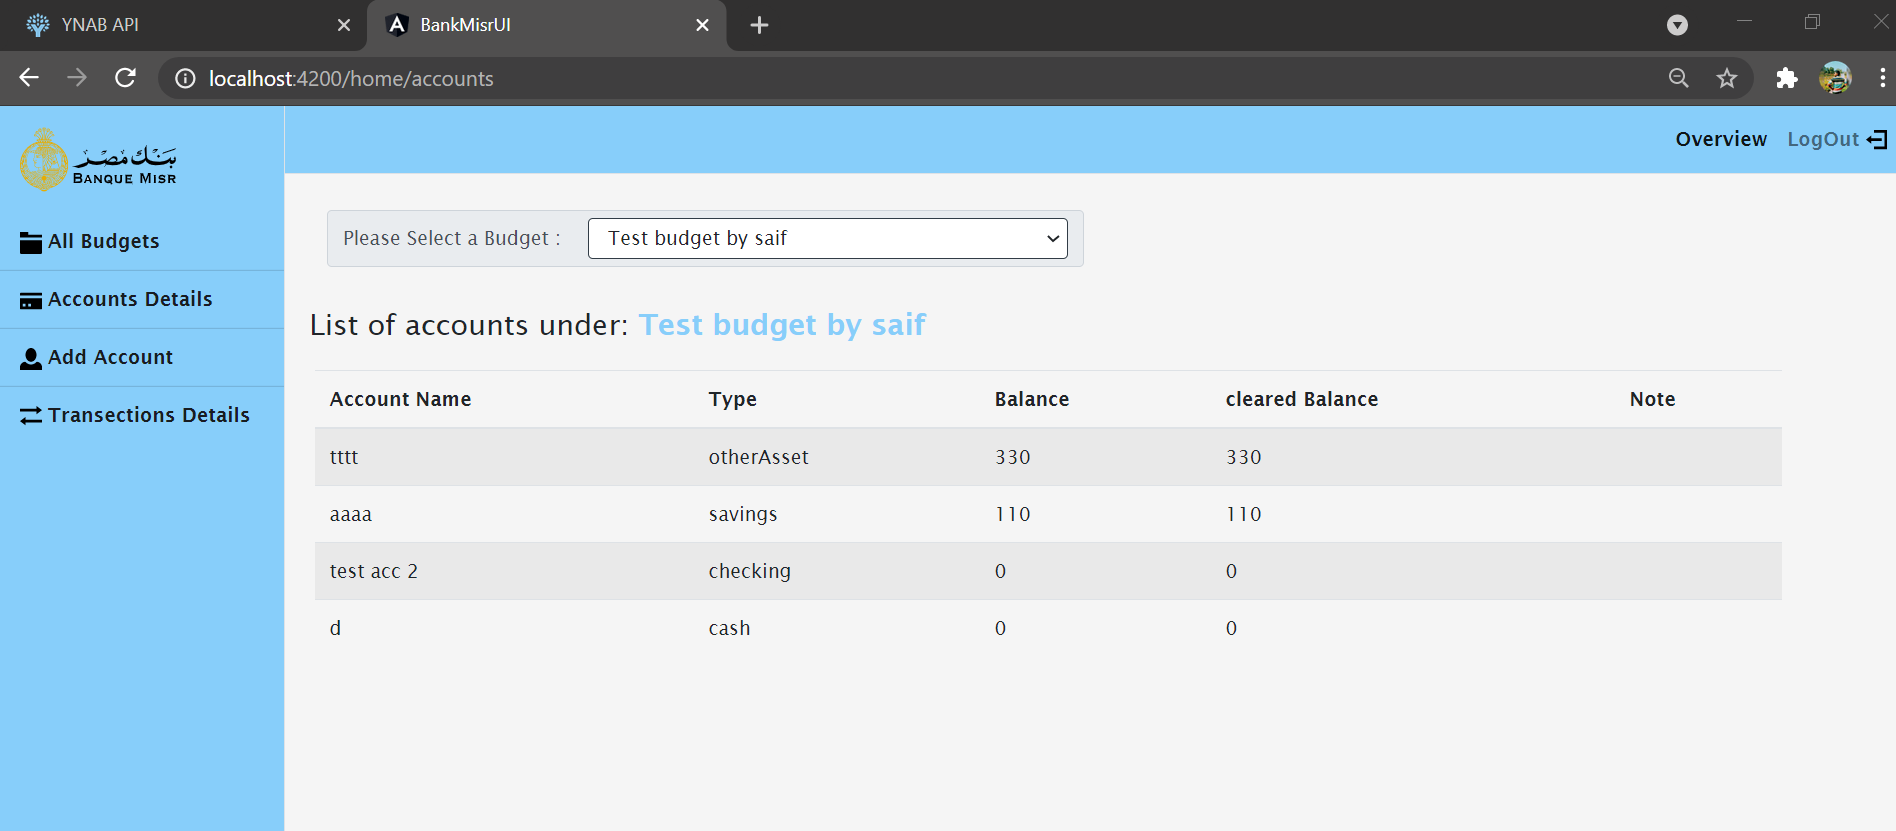 YNAB API
BankMisrUI
localhost:4200/home/accounts
بنك مصر
BANQUE MISR
Overview LogOut
All Budgets
Accounts Details
Add Account
Transections Details
Please Select a Budget : Test budget by saif
List of accounts under: Test budget by saif
Account Name Type Balance cleared Balance Note
tttt otherAsset 330 330
aaaa savings 110 110
test acc 2 checking 0 0
d cash 0 0